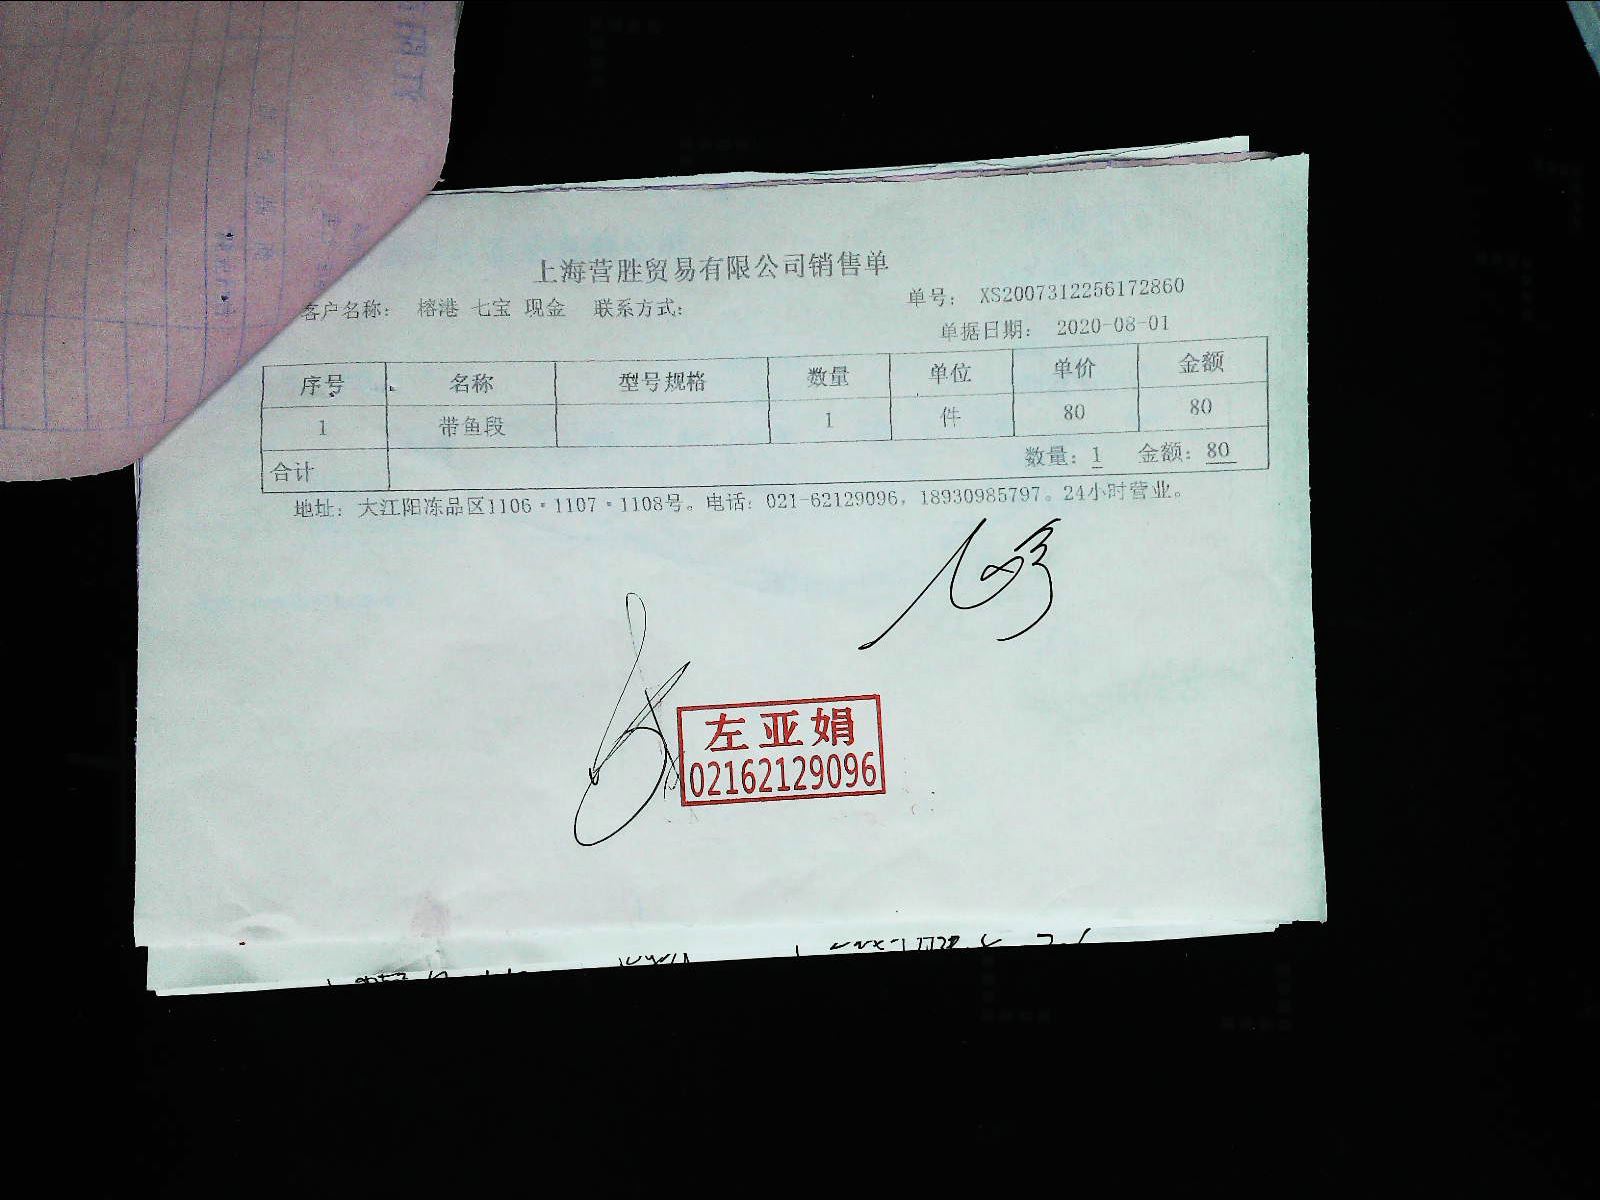 上海营胜贸易有限公司销售单
客户名称： 榕港 七宝 现金 联系方式： 单号： XS2007312256172860
单据日期： 2020-08-01
序号 名称 型号规格 数量 单位 单价 金额
1 带鱼段 1 件 80 80
合计 数量：1 金额：80
地址：大江阳冻品区1106·1107·1108号。电话：021-62129096，18930985797。24小时营业。
左亚娟
02162129096